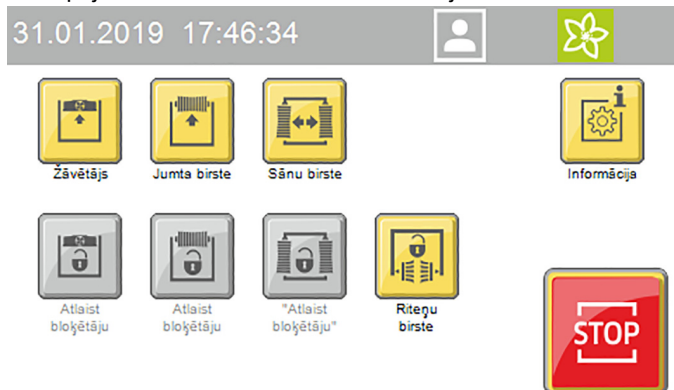 31.01.2019 17:46:34
Žāvētājs
Jumta birste
Sānu birste
i
Informācija
Atlaist
bloķētāju
Atlaist
bloķētāju
"Atlaist
bloķētāju"
Riteņu
birste
STOP